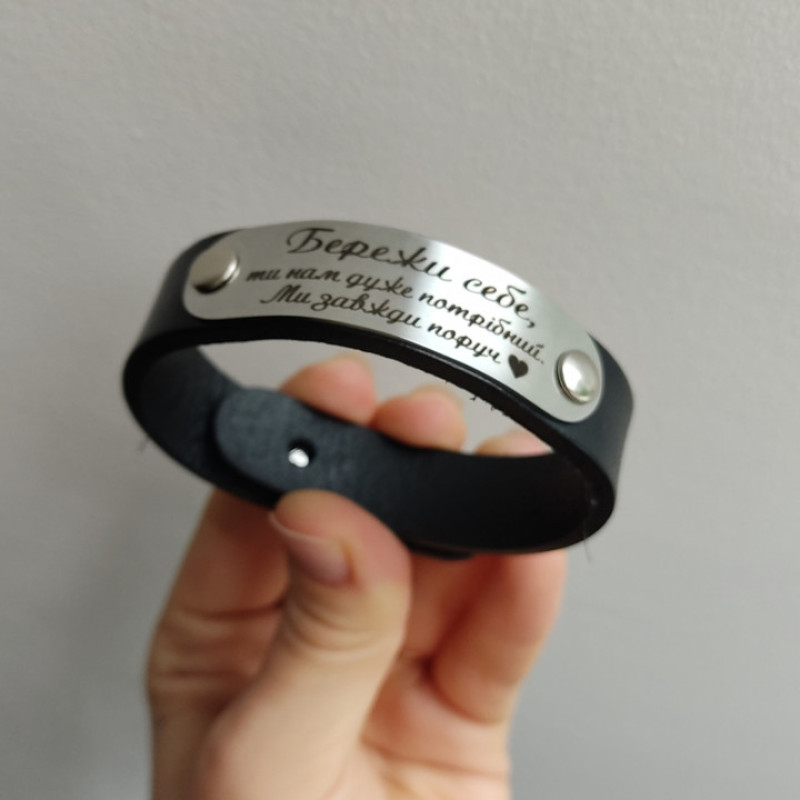 Бережи себе,
ти нам дуже потрібний.
Ми завжди поруч ♥